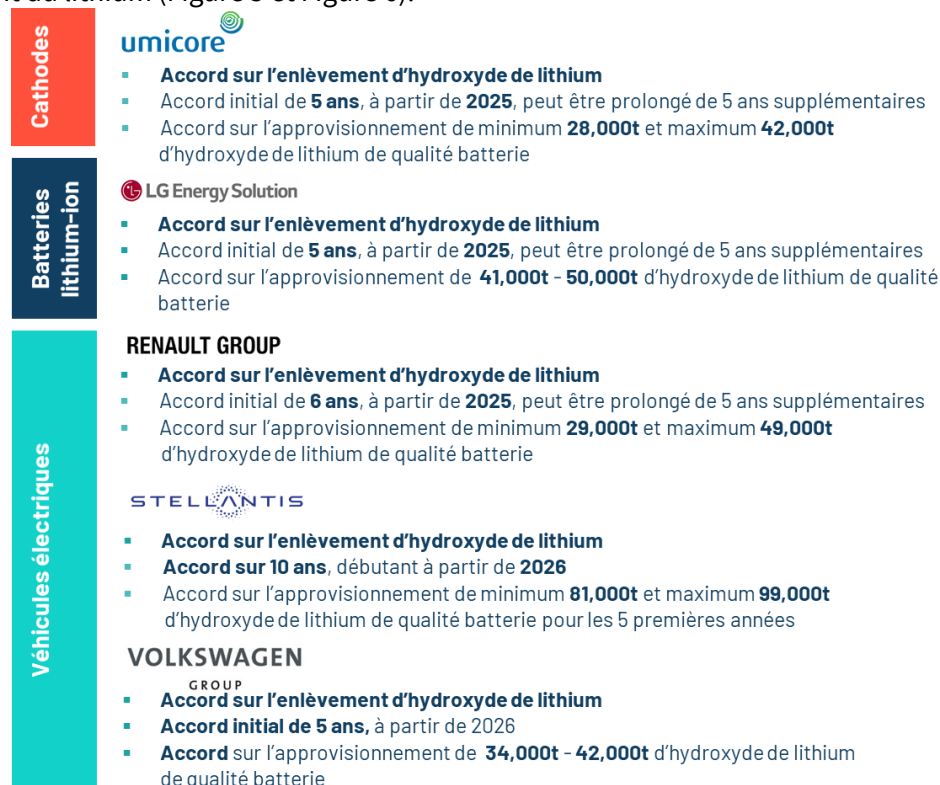 Cathodes
umicore
▪ Accord sur l'enlèvement d'hydroxyde de lithium
▪ Accord initial de 5 ans, à partir de 2025, peut être prolongé de 5 ans supplémentaires
▪ Accord sur l'approvisionnement de minimum 28,000t et maximum 42,000t
d'hydroxyde de lithium de qualité batterie
Batteries
lithium-ion
LG Energy Solution
▪ Accord sur l'enlèvement d'hydroxyde de lithium
▪ Accord initial de 5 ans, à partir de 2025, peut être prolongé de 5 ans supplémentaires
▪ Accord sur l'approvisionnement de 41,000t - 50,000t d'hydroxyde de lithium de qualité
batterie
Véhicules électriques
RENAULT GROUP
▪ Accord sur l'enlèvement d'hydroxyde de lithium
▪ Accord initial de 6 ans, à partir de 2025, peut être prolongé de 5 ans supplémentaires
▪ Accord sur l'approvisionnement de minimum 29,000t et maximum 49,000t
d'hydroxyde de lithium de qualité batterie
STELLANTIS
▪ Accord sur l'enlèvement d'hydroxyde de lithium
▪ Accord sur 10 ans, débutant à partir de 2026
▪ Accord sur l'approvisionnement de minimum 81,000t et maximum 99,000t
d'hydroxyde de lithium de qualité batterie pour les 5 premières années
VOLKSWAGEN
GROUP
▪ Accord sur l'enlèvement d'hydroxyde de lithium
▪ Accord initial de 5 ans, à partir de 2026
▪ Accord sur l'approvisionnement de 34,000t - 42,000t d'hydroxyde de lithium
de qualité batterie